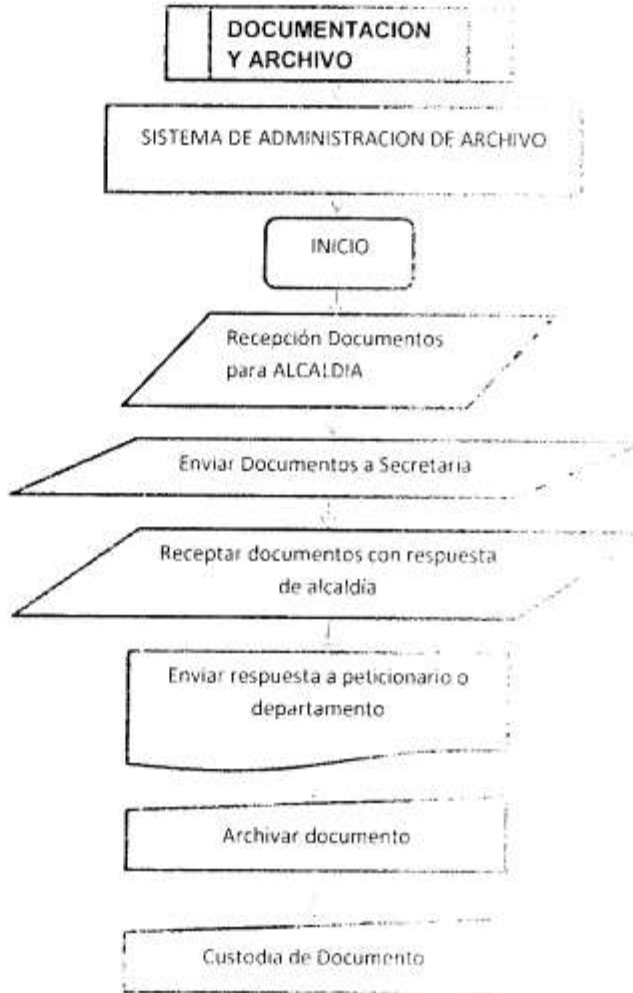 DOCUMENTACION
Y ARCHIVO
SISTEMA DE ADMINISTRACION DE ARCHIVO
INICIO
Recepción Documentos
para ALCALDIA
Enviar Documentos a Secretaria
Receptar documentos con respuesta
de alcaldía
Enviar respuesta a peticionario o
departamento
Archivar documento
Custodia de Documento